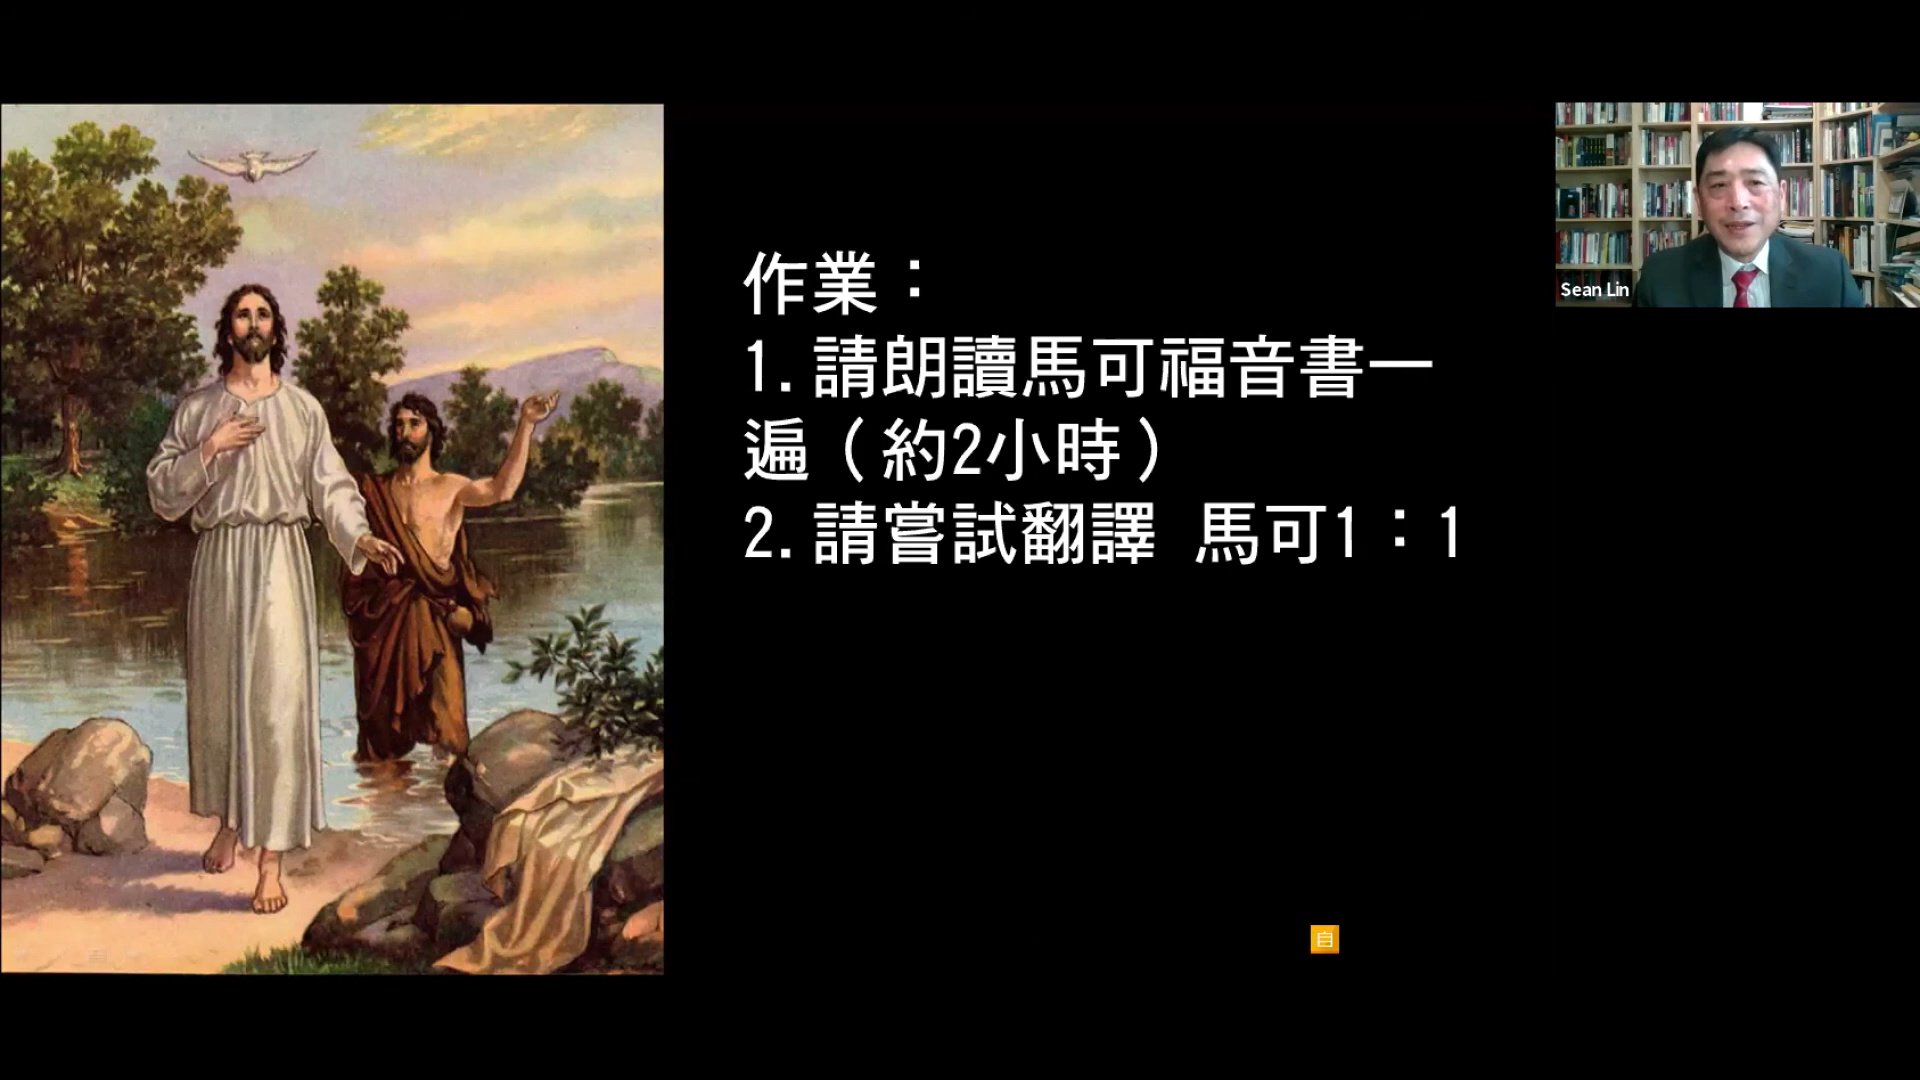 作業：
1.請朗讀馬可福音書一
遍（約2小時）
2.請嘗試翻譯 馬可1：1
Sean Lin
自